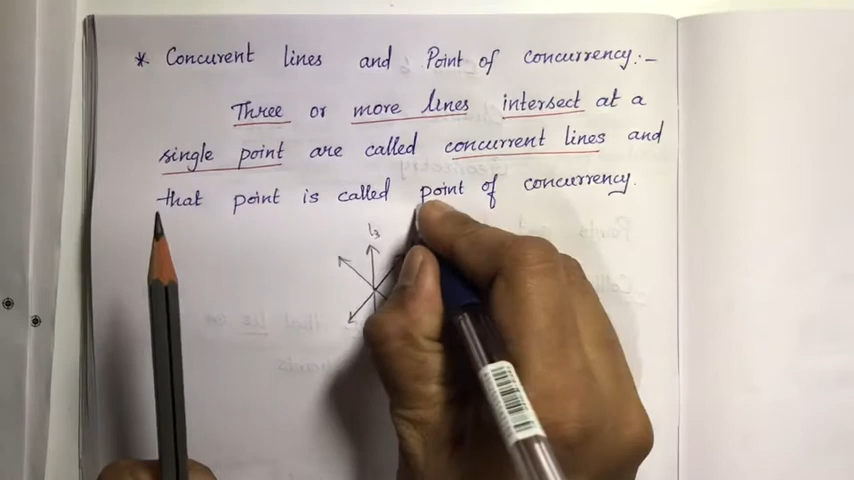 * Concurent lines and Point of concurrency:-
Three or more lines intersect at a
single point are called concurrent lines and
that point is called point of concurrency.
l3